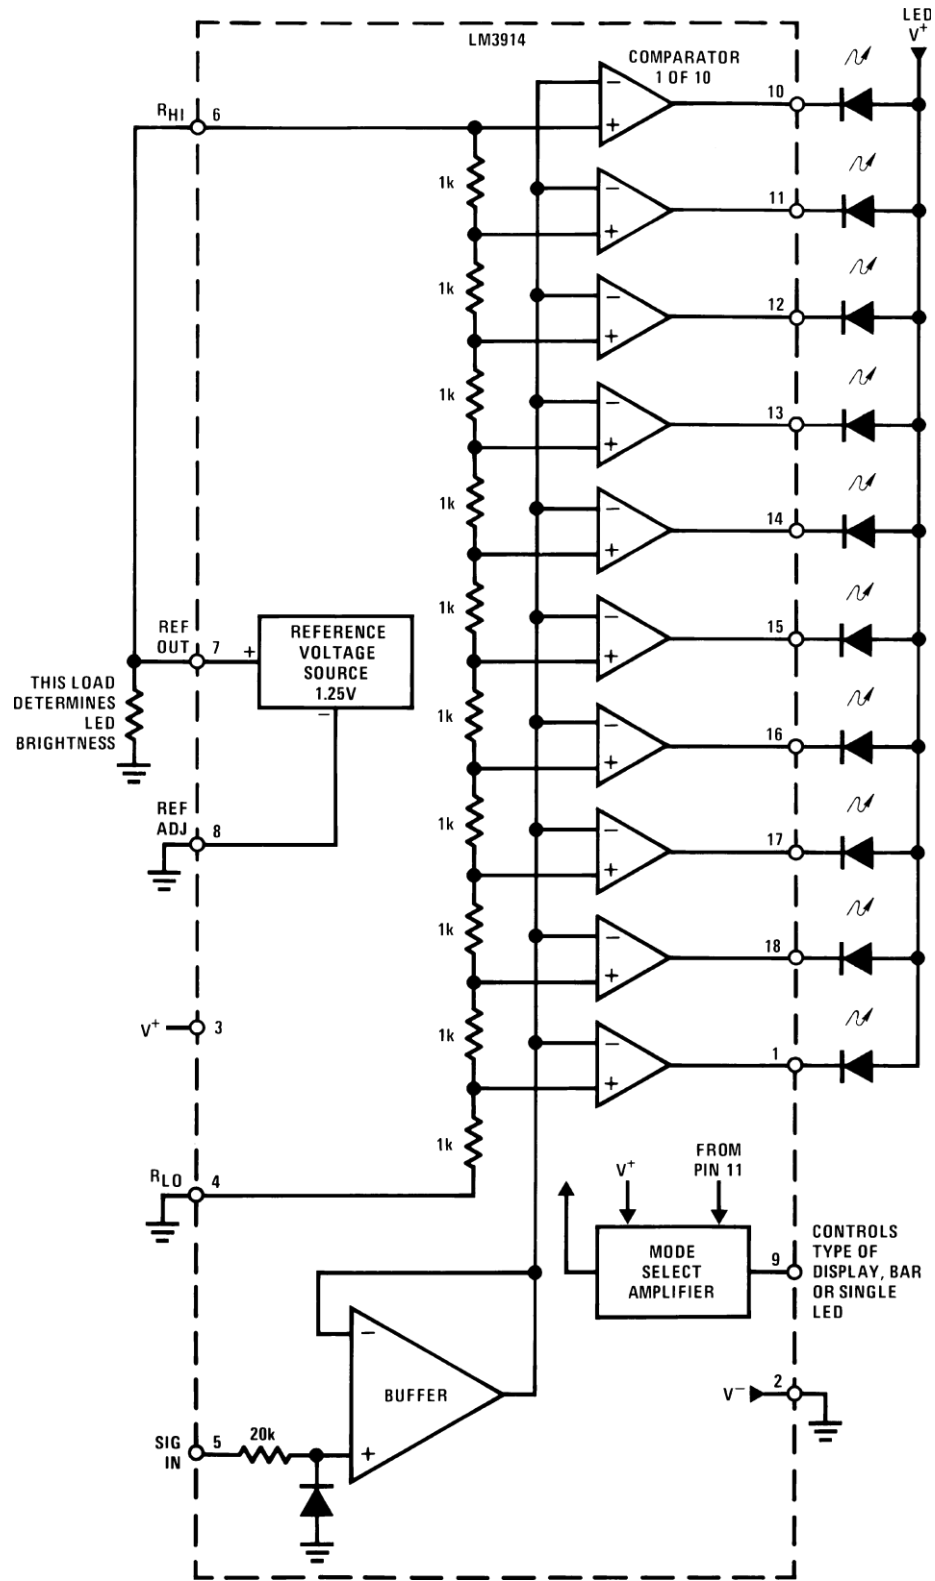 LED
V+
LM3914
COMPARATOR
1 OF 10
−
10
RHI
6
+
1k
−
11
+
1k
−
12
+
1k
−
13
+
1k
−
14
+
1k
−
15
REF
OUT
7
+
REFERENCE
VOLTAGE
SOURCE
1.25V
−
+
THIS LOAD
DETERMINES
LED
BRIGHTNESS
1k
−
16
+
REF
ADJ
8
1k
−
17
+
1k
−
18
+
V+
3
1k
−
1
+
1k
RLO
4
V+
FROM
PIN 11
MODE
SELECT
AMPLIFIER
9
CONTROLS
TYPE OF
DISPLAY, BAR
OR SINGLE
LED
−
BUFFER
V−
2
SIG
IN
5
20k
+